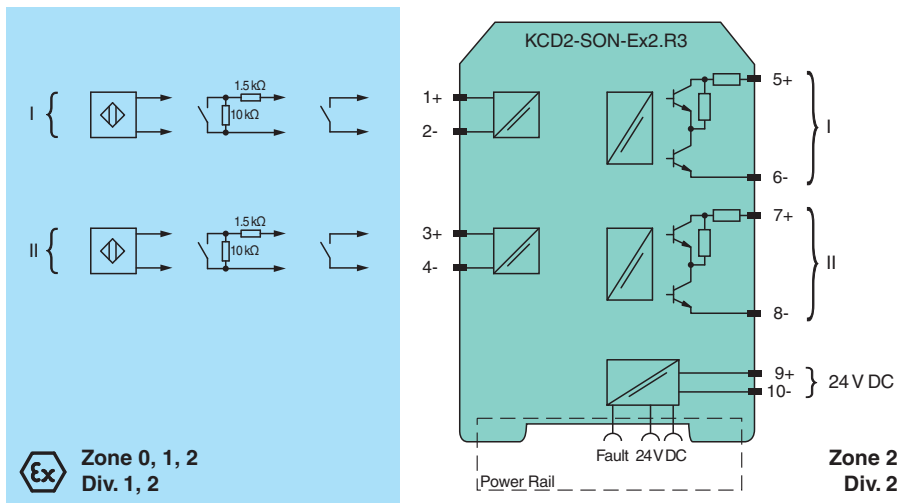 KCD2-SON-Ex2.R3
I
1.5 kΩ
10 kΩ
1+
2-
5+
6-
I
II
1.5 kΩ
10 kΩ
3+
4-
7+
8-
II
9+
10-
24 V DC
Fault 24 V DC
Power Rail
Ex
Zone 0, 1, 2
Div. 1, 2
Zone 2
Div. 2